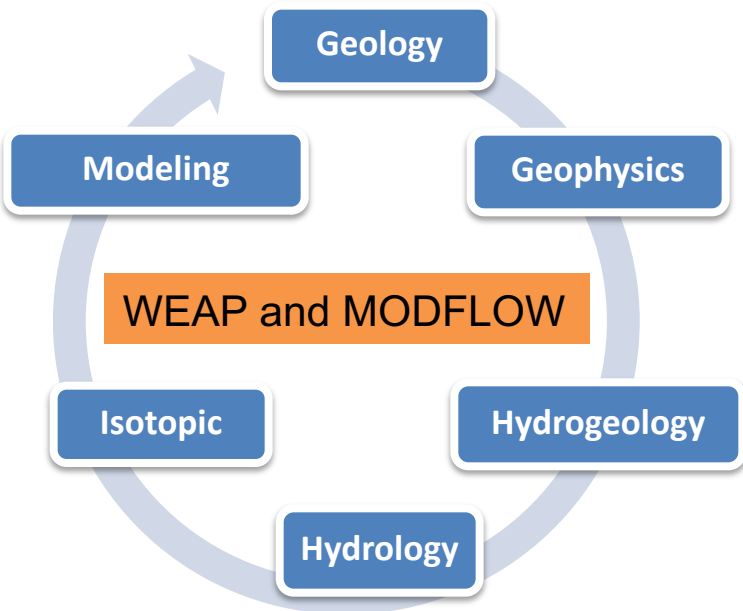 Geology
Geophysics
Hydrogeology
Hydrology
Isotopic
Modeling
WEAP and MODFLOW